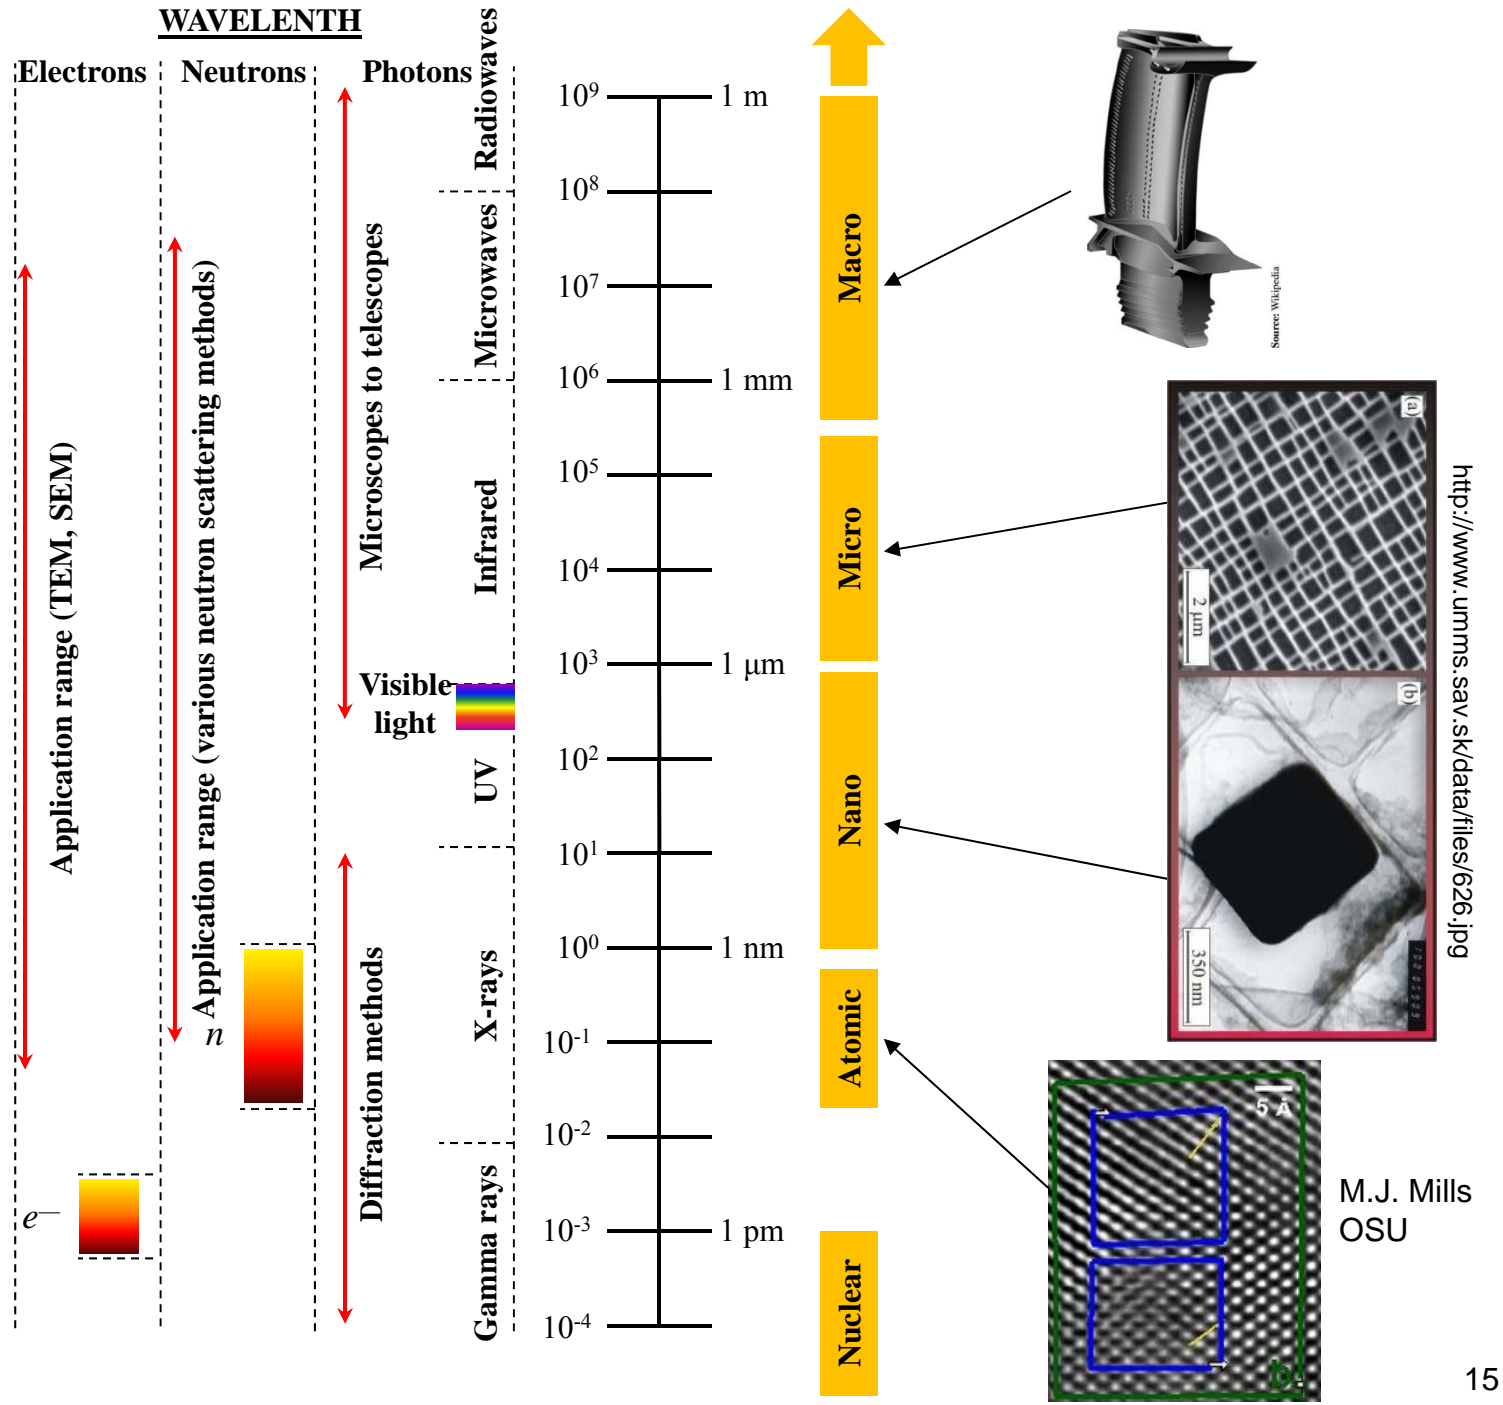 WAVELENTH
Electrons
Neutrons
Photons
Application range (TEM, SEM)
Application range (various neutron scattering methods)
Microscopes to telescopes
Diffraction methods
Visible
light
n
e—
Radiowaves
Microwaves
Infrared
UV
X-rays
Gamma rays
10⁹ 1 m
10⁸
10⁷
10⁶ 1 mm
10⁵
10⁴
10³ 1 μm
10²
10¹
10⁰ 1 nm
10⁻¹
10⁻²
10⁻³ 1 pm
10⁻⁴
Macro
Micro
Nano
Atomic
Nuclear
Source: Wikipedia
(a)
2 μm
(b)
350 nm
http://www.umms.sav.sk/data/files/626.jpg
5 Å
b.
M.J. Mills
OSU
15